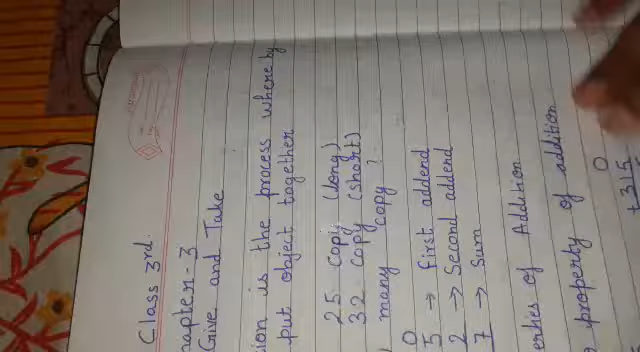 Class 3rd.
hapter-3
Give and Take
ion is the process where by
put object together
25 copy (long)
32 copy (short)
many copy ?
0
5 → First addend
2 → Second addend
7 → Sum
erties of Addition
property of addition
0
+315